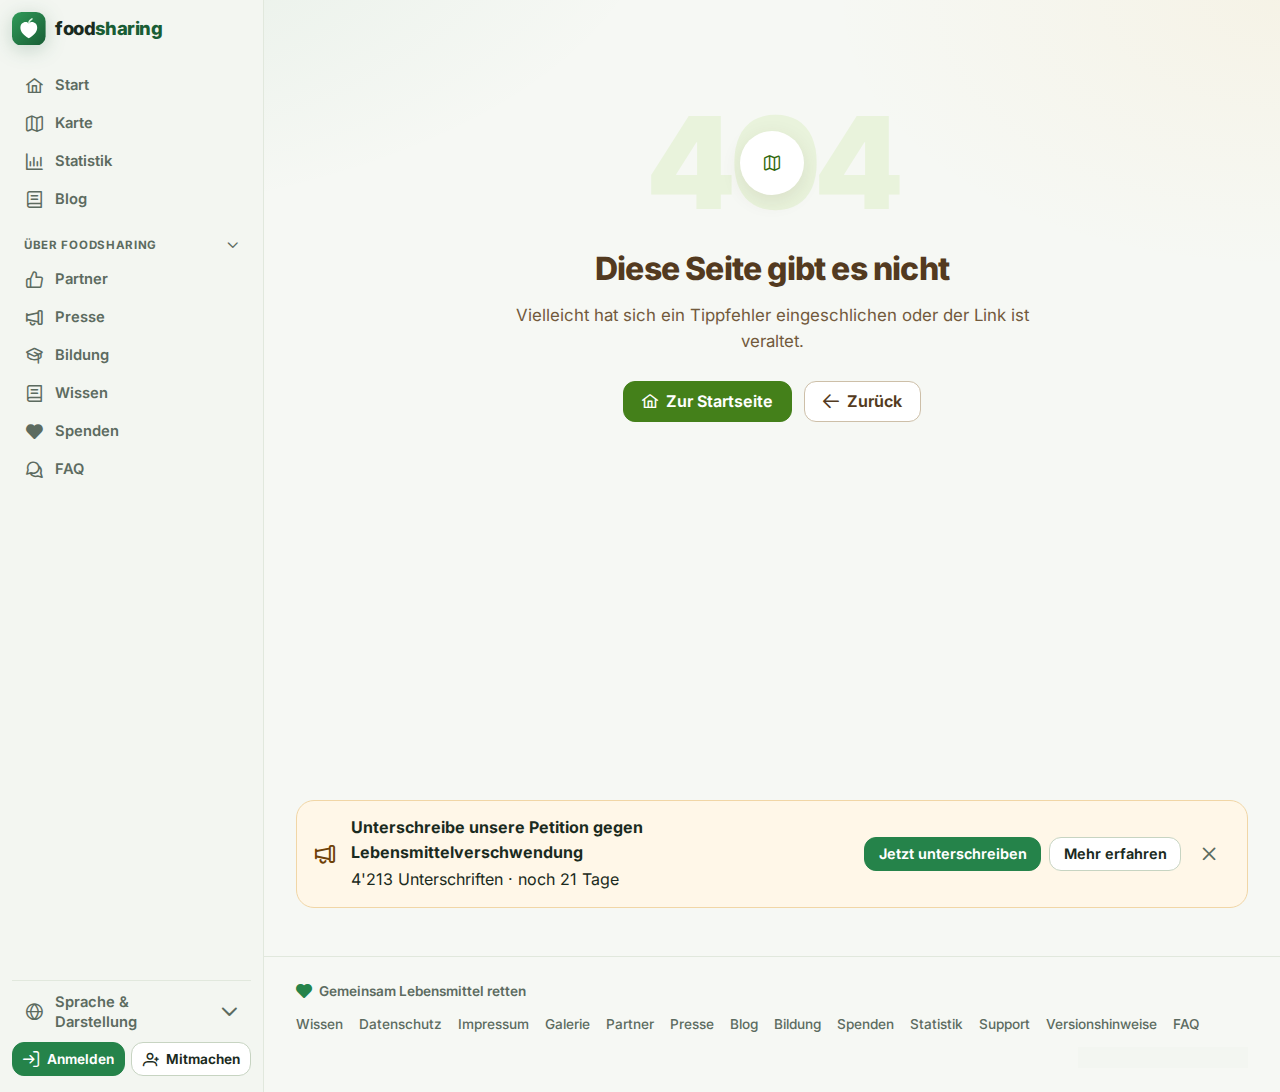 foodsharing
Start
Karte
Statistik
Blog
ÜBER FOODSHARING
Partner
Presse
Bildung
Wissen
Spenden
FAQ
Sprache &
Darstellung
Anmelden
Mitmachen
404
Diese Seite gibt es nicht
Vielleicht hat sich ein Tippfehler eingeschlichen oder der Link ist
veraltet.
Zur Startseite
Zurück
Unterschreibe unsere Petition gegen
Lebensmittelverschwendung
4'213 Unterschriften · noch 21 Tage
Jetzt unterschreiben
Mehr erfahren
Gemeinsam Lebensmittel retten
Wissen Datenschutz Impressum Galerie Partner Presse Blog Bildung Spenden Statistik Support Versionshinweise FAQ